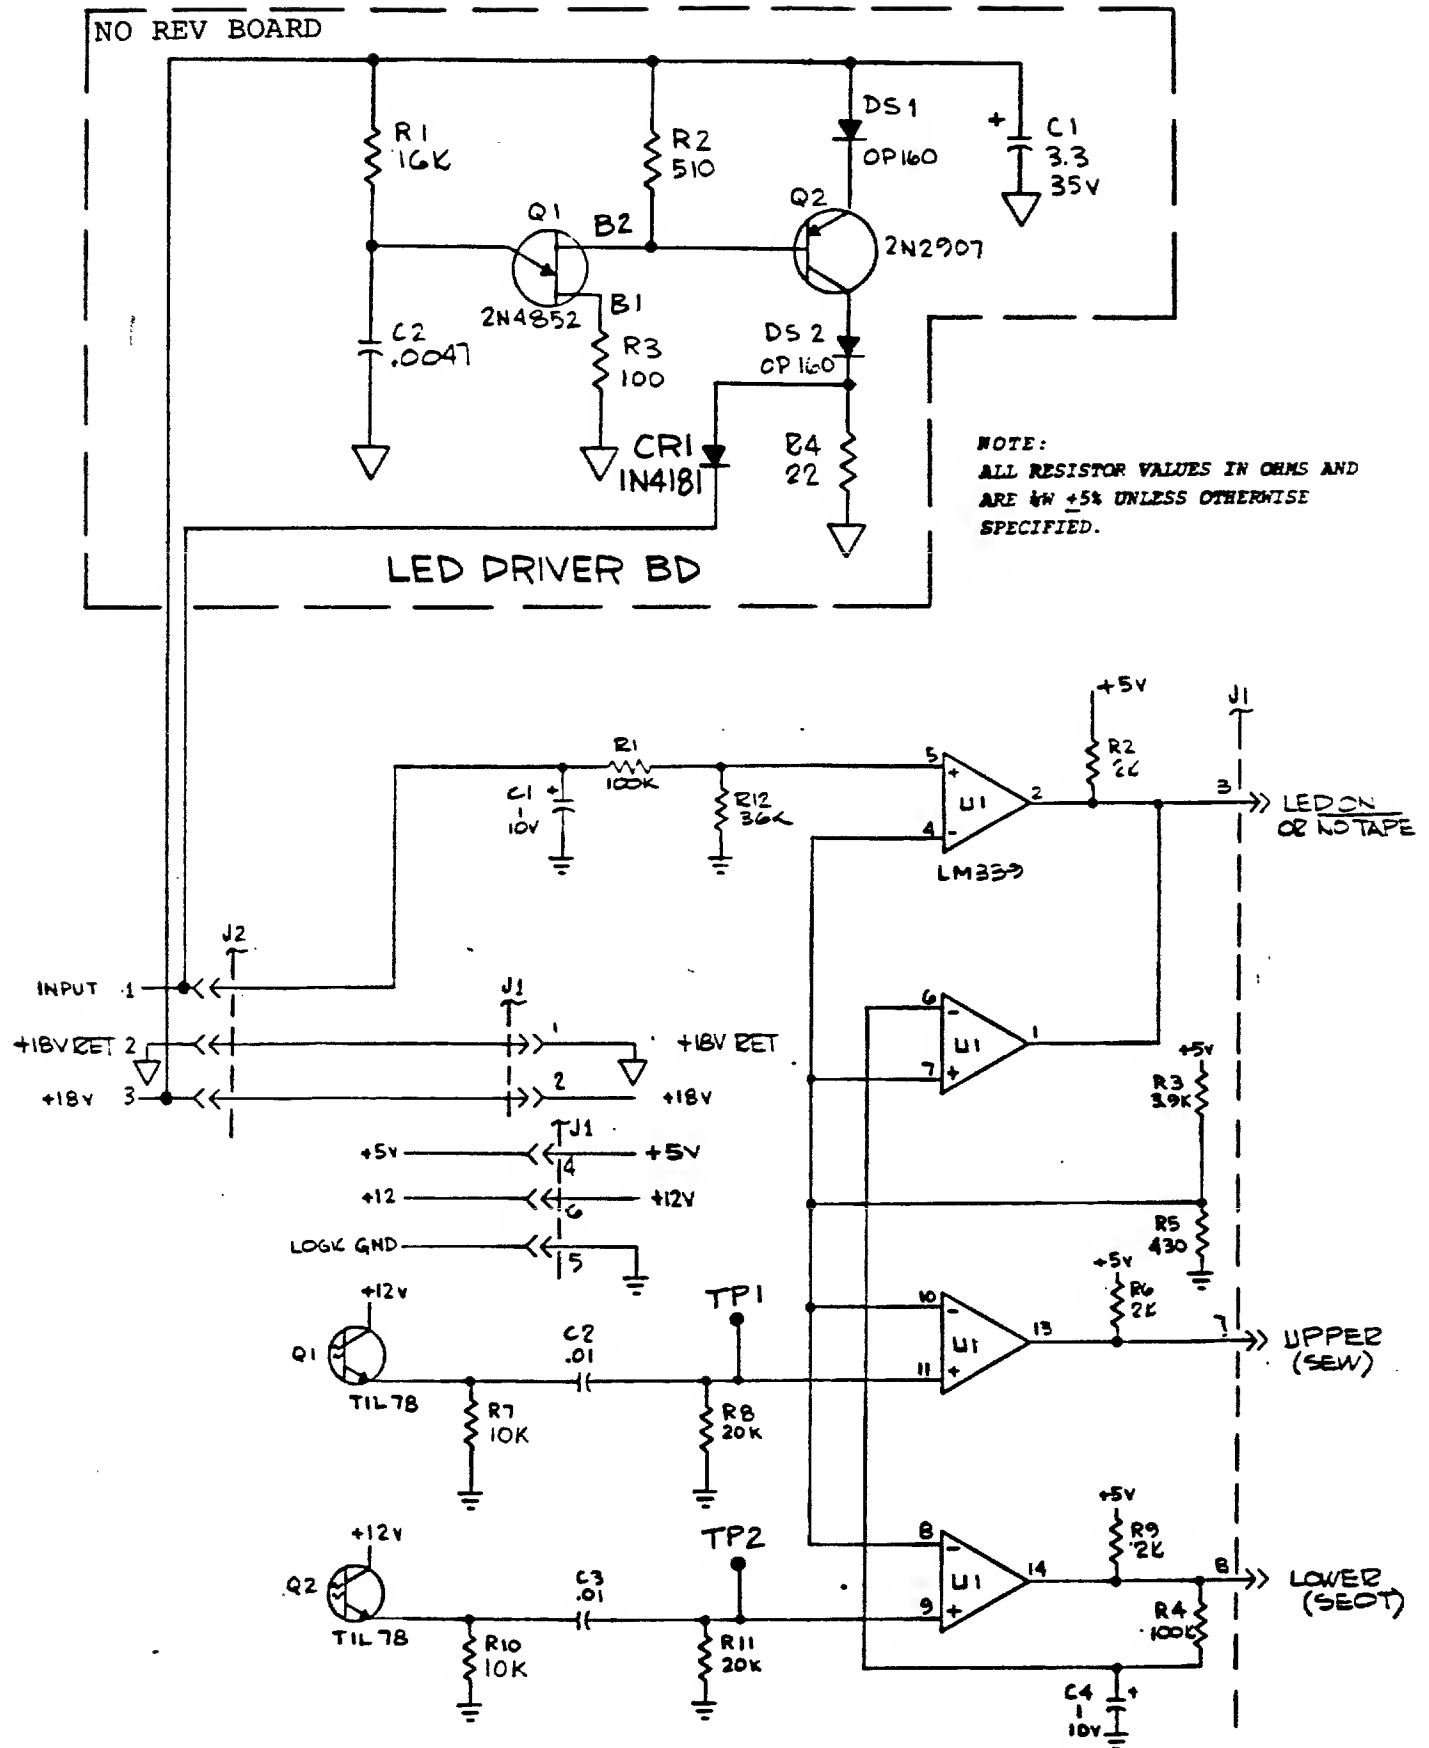 NO REV BOARD
R1
16K
R2
510
DS1
OP160
+
C1
3.3
35V
Q1
B2
Q2
2N2907
2N4852
B1
C2
.0047
R3
100
DS2
OP160
CR1
1N4181
R4
22
NOTE:
ALL RESISTOR VALUES IN OHMS AND
ARE ¼W ±5% UNLESS OTHERWISE
SPECIFIED.
LED DRIVER BD
+5V
J1
R1
100K
C1
1
10V
+
R12
36K
5
+
U1
4
-
2
LM339
R2
2K
3
LED ON
OR NO TAPE
J2
INPUT 1
+18V RET 2
+18V 3
J1
1
+18V RET
2
+18V
J1
+5V
4
+5V
+12
6
+12V
LOGIC GND
5
6
-
U1
7
+
1
+5V
R3
3.9K
R5
430
+12V
Q1
TIL78
C2
.01
R7
10K
TP1
R8
20K
10
-
U1
11
+
13
+5V
R6
2K
7
UPPER
(SEW)
+12V
Q2
TIL78
C3
.01
R10
10K
TP2
R11
20K
8
-
U1
9
+
14
+5V
R9
2K
8
LOWER
(SEOT)
R4
100K
C4
1
10V
+